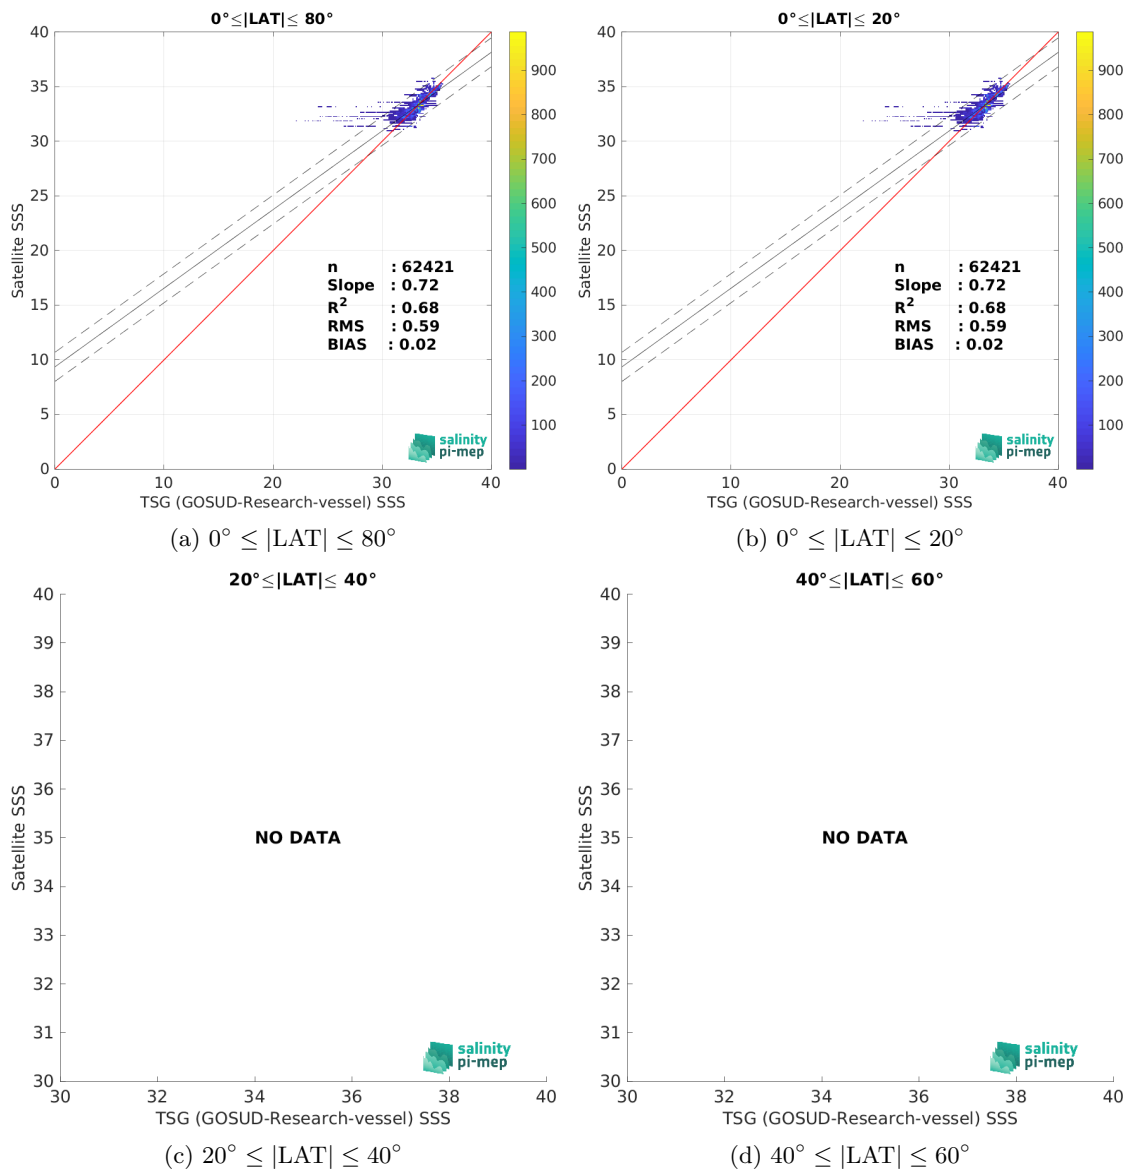 0°≤|LAT|≤ 80°
40
35
30
25
20
15
10
5
0
Satellite SSS
n : 62421
Slope : 0.72
R² : 0.68
RMS : 0.59
BIAS : 0.02
salinity
pi-mep
0 10 20 30 40
TSG (GOSUD-Research-vessel) SSS
900
800
700
600
500
400
300
200
100
(a) 0° ≤ |LAT| ≤ 80°
0°≤|LAT|≤ 20°
40
35
30
25
20
15
10
5
0
Satellite SSS
n : 62421
Slope : 0.72
R² : 0.68
RMS : 0.59
BIAS : 0.02
salinity
pi-mep
0 10 20 30 40
TSG (GOSUD-Research-vessel) SSS
900
800
700
600
500
400
300
200
100
(b) 0° ≤ |LAT| ≤ 20°
20°≤|LAT|≤ 40°
40
39
38
37
36
35
34
33
32
31
30
Satellite SSS
NO DATA
salinity
pi-mep
30 32 34 36 38 40
TSG (GOSUD-Research-vessel) SSS
(c) 20° ≤ |LAT| ≤ 40°
40°≤|LAT|≤ 60°
40
39
38
37
36
35
34
33
32
31
30
Satellite SSS
NO DATA
salinity
pi-mep
30 32 34 36 38 40
TSG (GOSUD-Research-vessel) SSS
(d) 40° ≤ |LAT| ≤ 60°